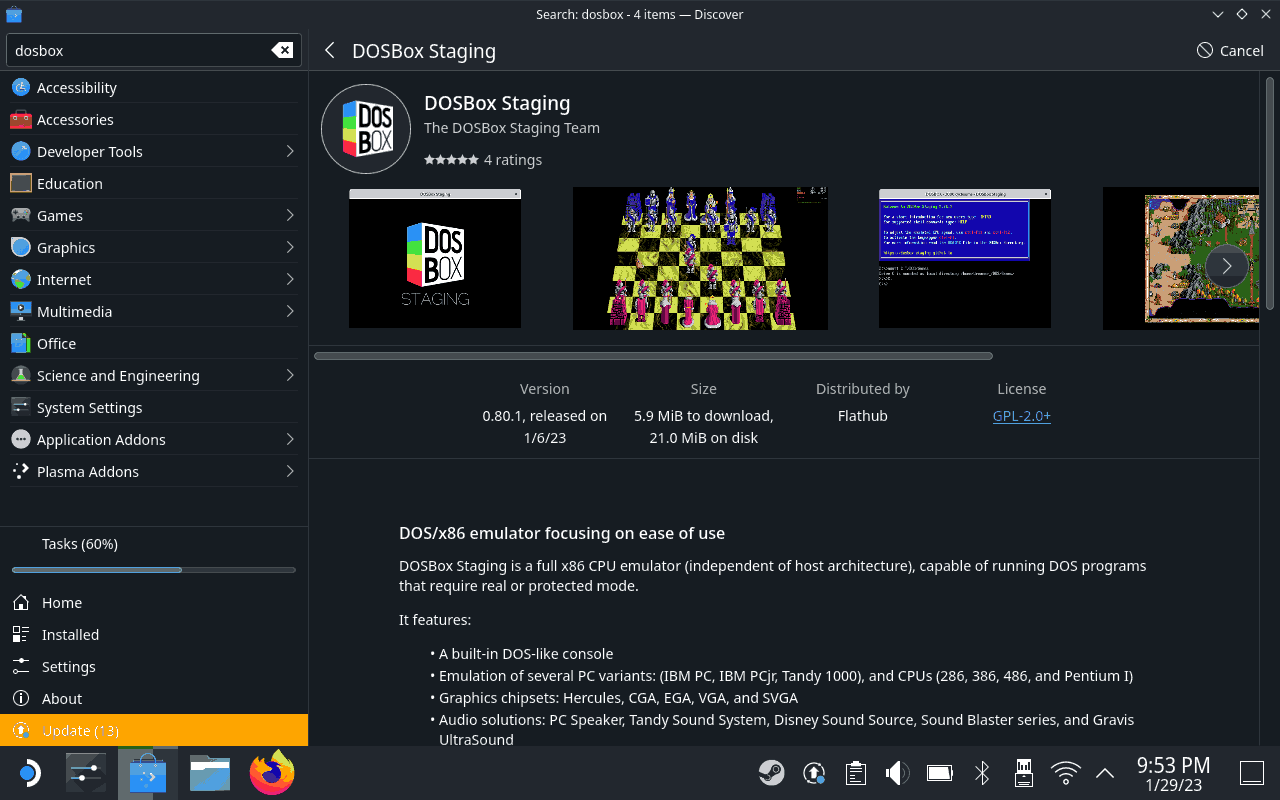 Search: dosbox - 4 items — Discover
dosbox
DOSBox Staging
Cancel
Accessibility
Accessories
Developer Tools
Education
Games
Graphics
Internet
Multimedia
Office
Science and Engineering
System Settings
Application Addons
Plasma Addons
Tasks (60%)
Home
Installed
Settings
About
Update (13)
DOS
BOX
DOSBox Staging
The DOSBox Staging Team
4 ratings
DOSBox Staging
DOS
BOX
STAGING
Version
0.80.1, released on
1/6/23
Size
5.9 MiB to download,
21.0 MiB on disk
Distributed by
Flathub
License
GPL-2.0+
DOS/x86 emulator focusing on ease of use
DOSBox Staging is a full x86 CPU emulator (independent of host architecture), capable of running DOS programs
that require real or protected mode.
It features:
• A built-in DOS-like console
• Emulation of several PC variants: (IBM PC, IBM PCjr, Tandy 1000), and CPUs (286, 386, 486, and Pentium I)
• Graphics chipsets: Hercules, CGA, EGA, VGA, and SVGA
• Audio solutions: PC Speaker, Tandy Sound System, Disney Sound Source, Sound Blaster series, and Gravis
UltraSound
9:53 PM
1/29/23